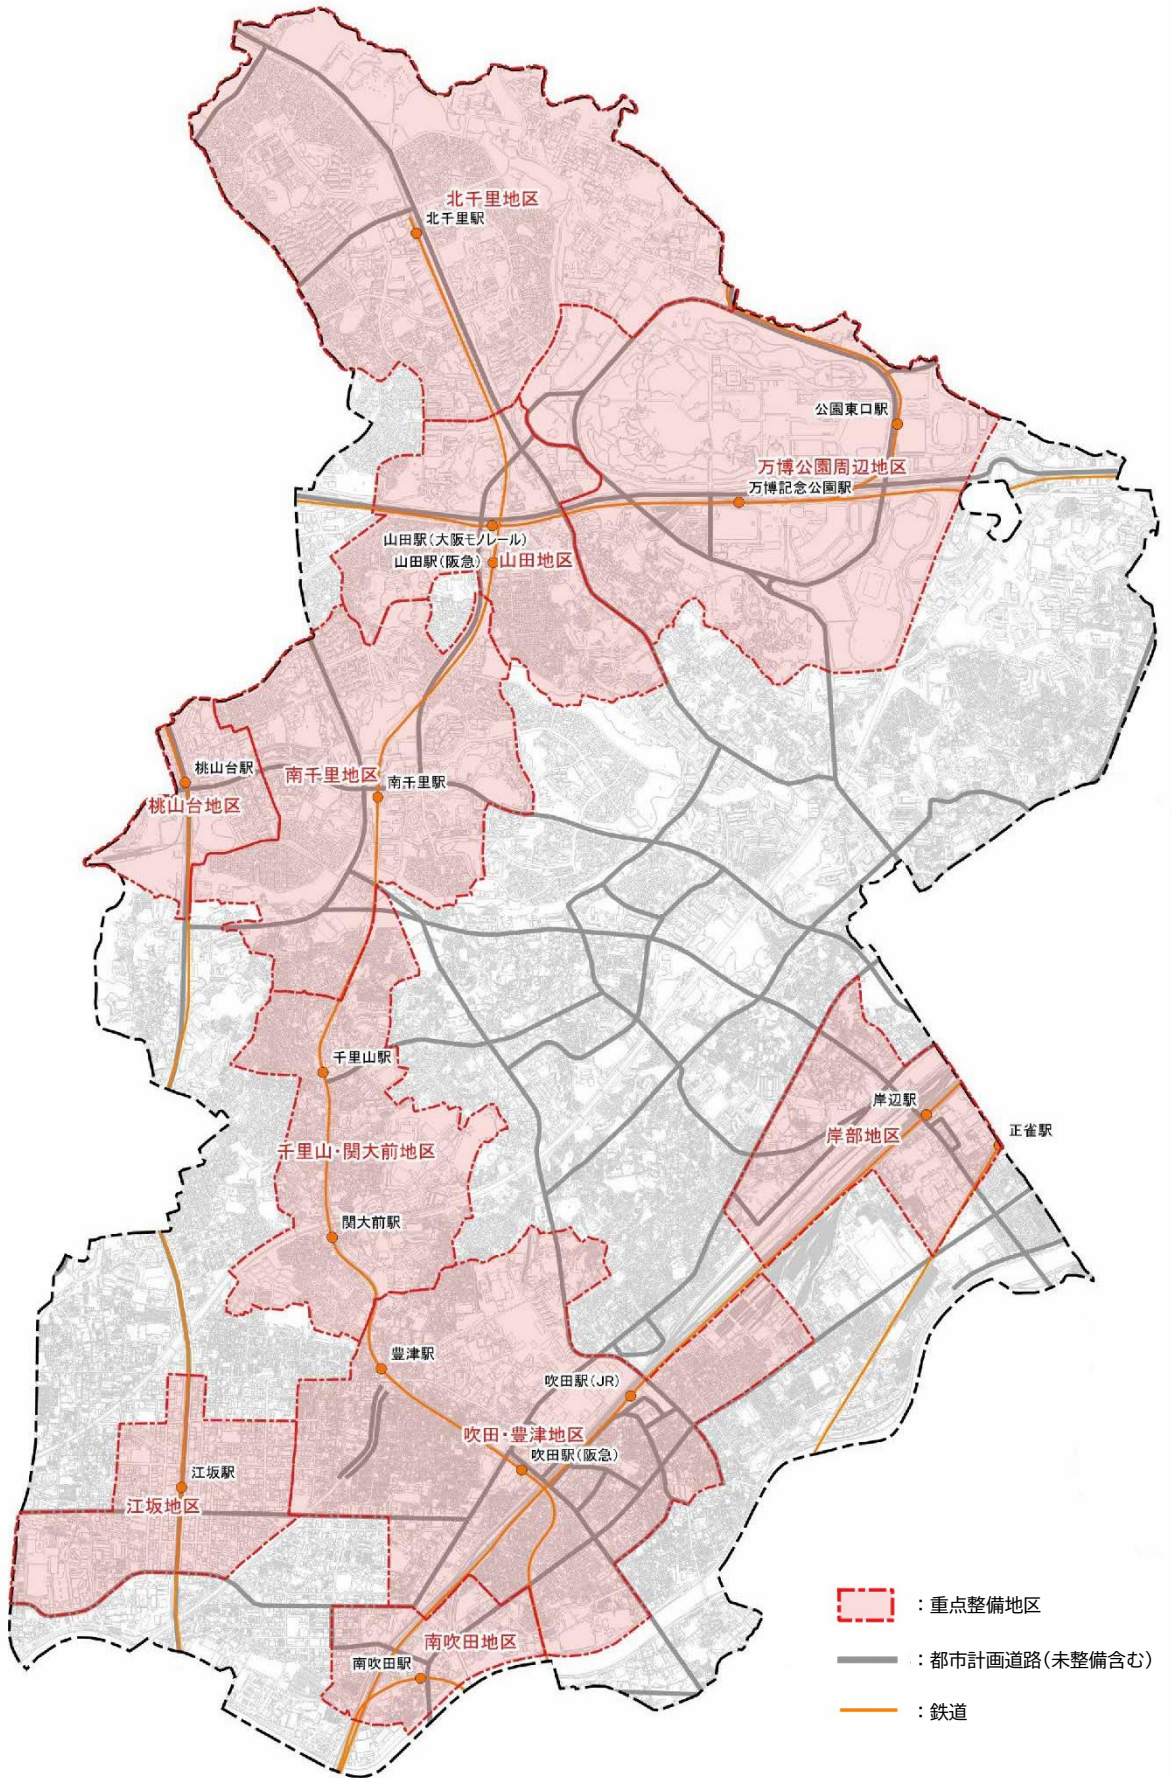 北千里地区
北千里駅
公園東口駅
万博公園周辺地区
万博記念公園駅
山田駅(大阪モノレール)
山田駅(阪急)
山田地区
桃山台駅
南千里地区
南千里駅
桃山台地区
千里山駅
岸辺駅
岸部地区
正雀駅
千里山・関大前地区
関大前駅
豊津駅
吹田駅(JR)
吹田・豊津地区
吹田駅(阪急)
江坂駅
江坂地区
南吹田地区
南吹田駅
：重点整備地区
：都市計画道路(未整備含む)
：鉄道